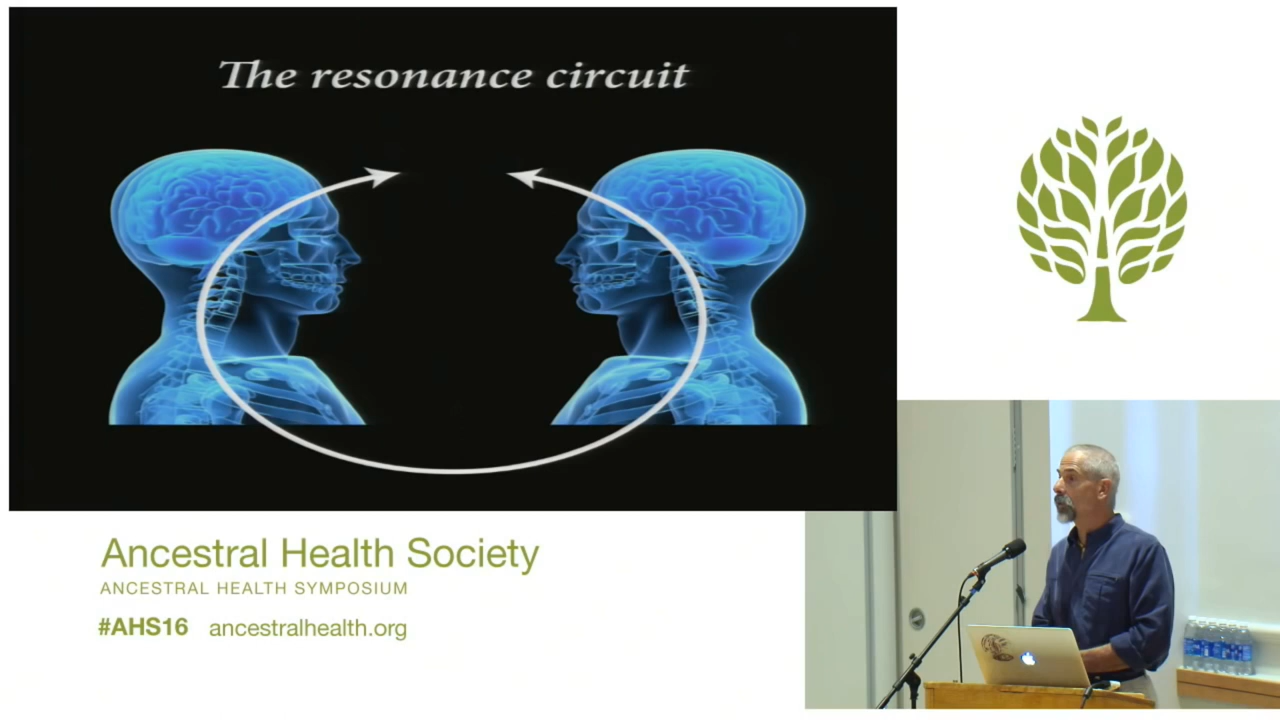 The resonance circuit
Ancestral Health Society
ANCESTRAL HEALTH SYMPOSIUM
#AHS16 ancestralhealth.org